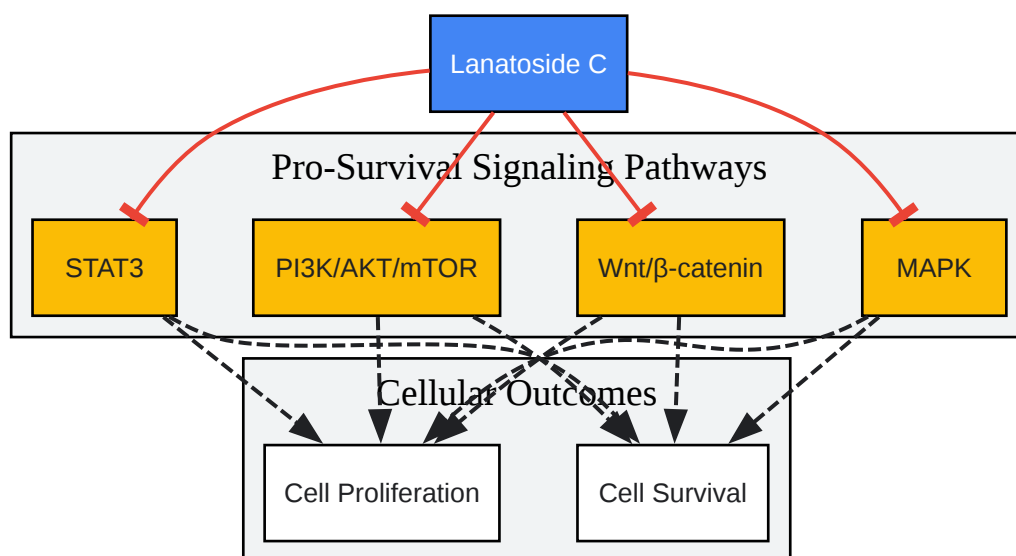 Lanatoside C
Pro-Survival Signaling Pathways
STAT3
PI3K/AKT/mTOR
Wnt/β-catenin
MAPK
Cellular Outcomes
Cell Proliferation
Cell Survival